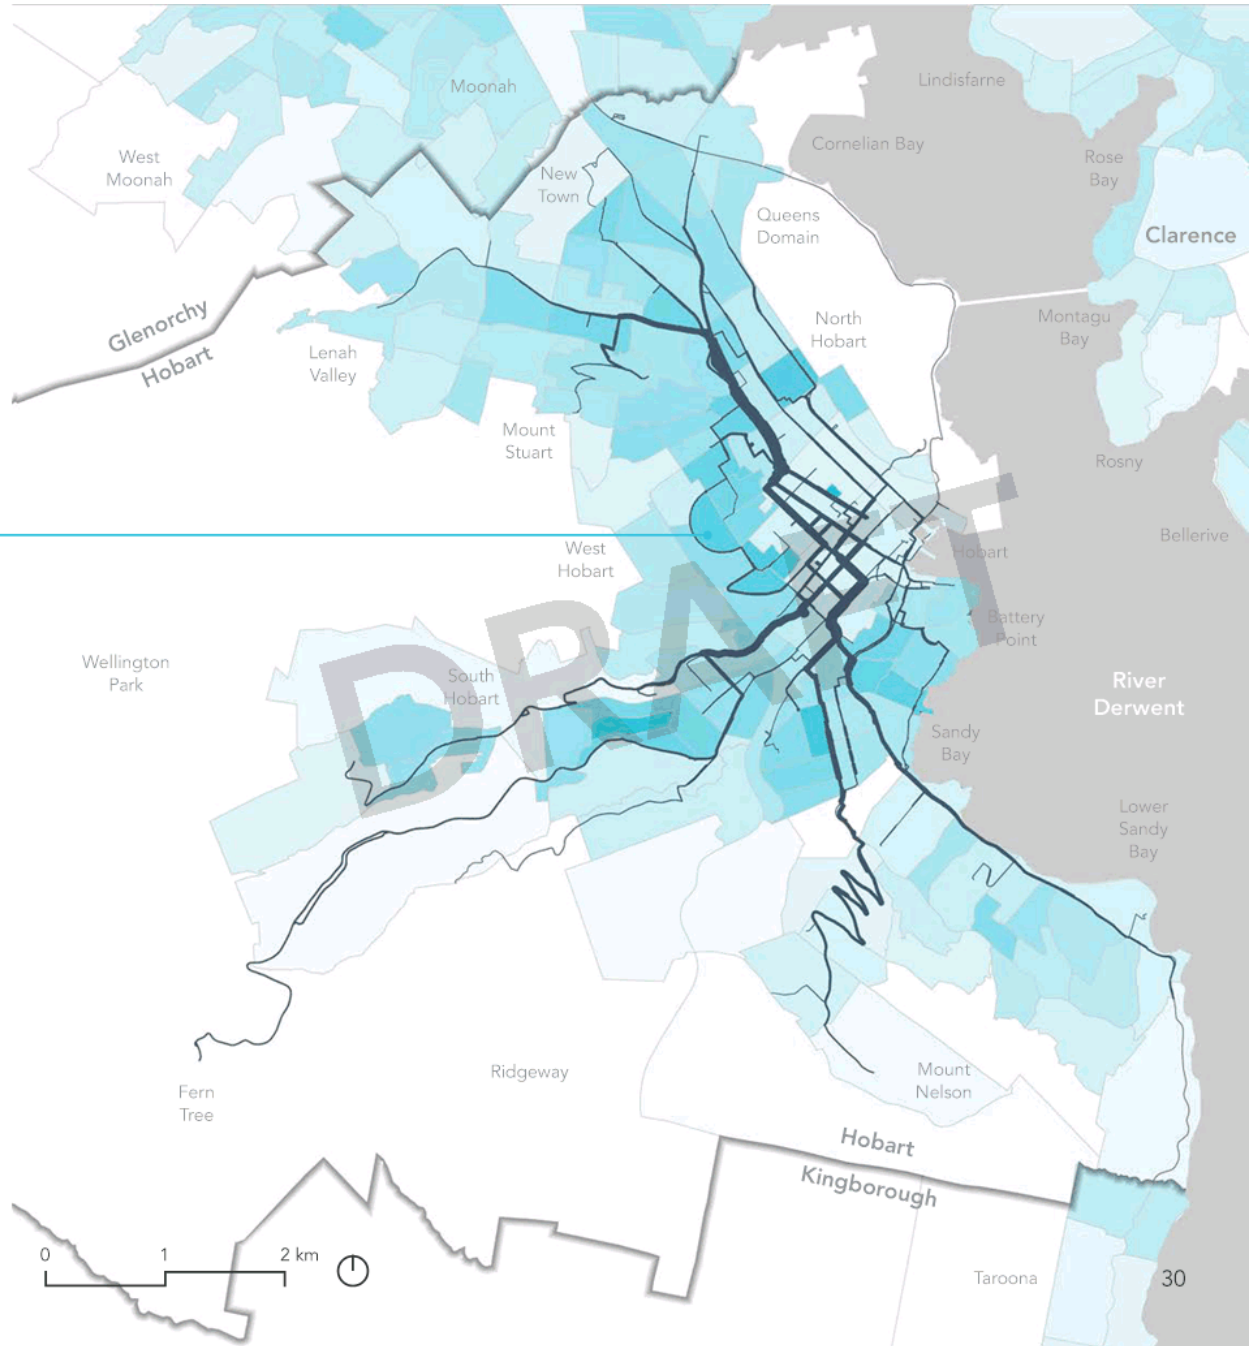 Moonah
Lindisfarne
West
Moonah
Cornelian Bay
Rose
Bay
New
Town
Queens
Domain
Clarence
Glenorchy
Hobart
Montagu
Bay
North
Hobart
Lenah
Valley
Mount
Stuart
Rosny
Bellerive
West
Hobart
Hobart
DRAFT
Battery
Point
Wellington
Park
South
Hobart
River
Derwent
Sandy
Bay
Lower
Sandy
Bay
Ridgeway
Mount
Nelson
Fern
Tree
Hobart
Kingborough
0 1 2 km
Taroona
30